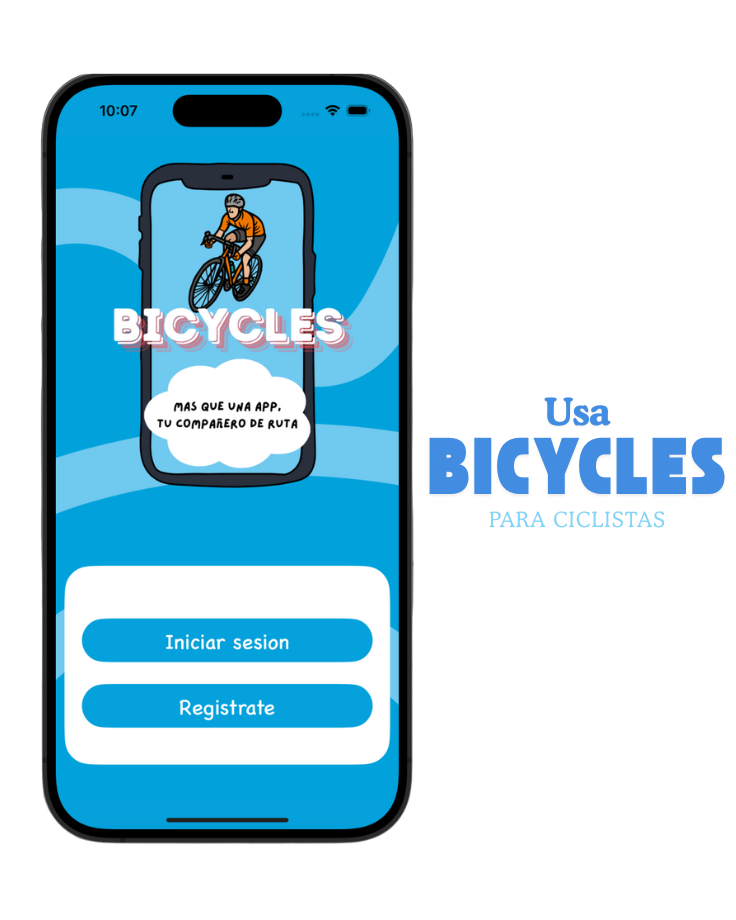 10:07
BICYCLES
MAS QUE UNA APP,
TU COMPAÑERO DE RUTA
Iniciar sesion
Registrate
Usa
BICYCLES
PARA CICLISTAS